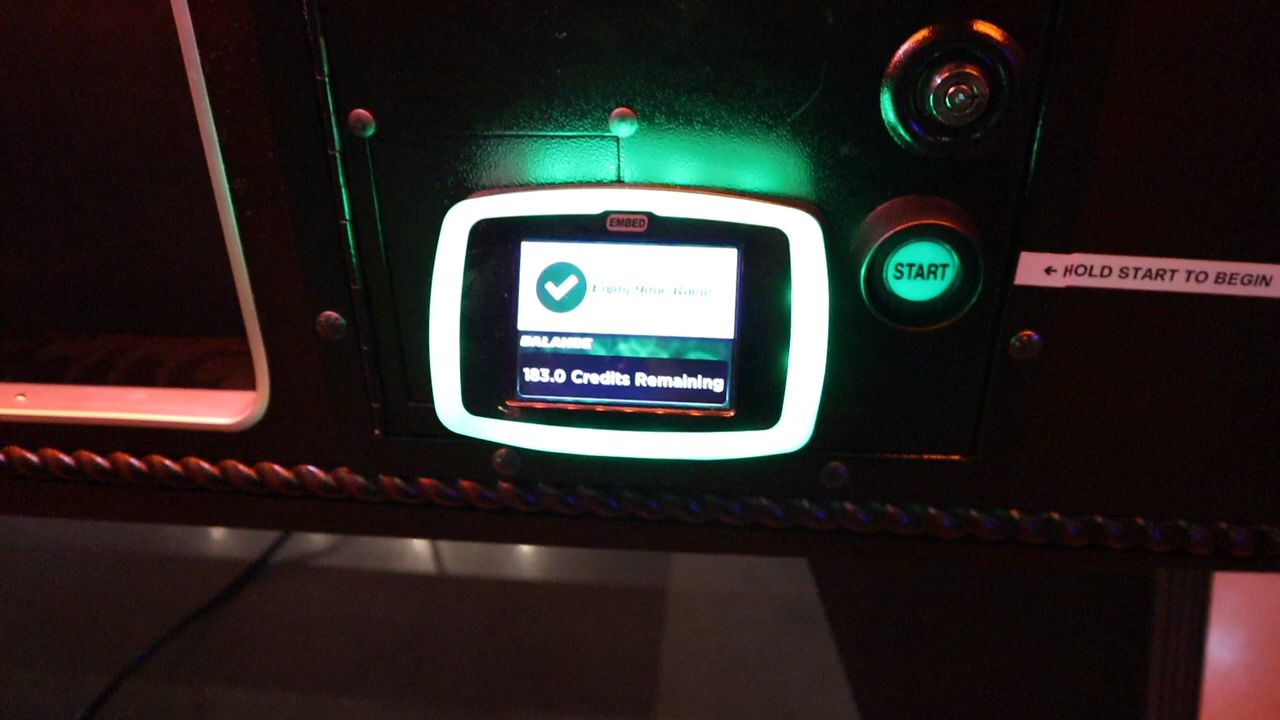 EMBED
Enjoy Your Game
BALANCE
183.0 Credits Remaining
START
← HOLD START TO BEGIN